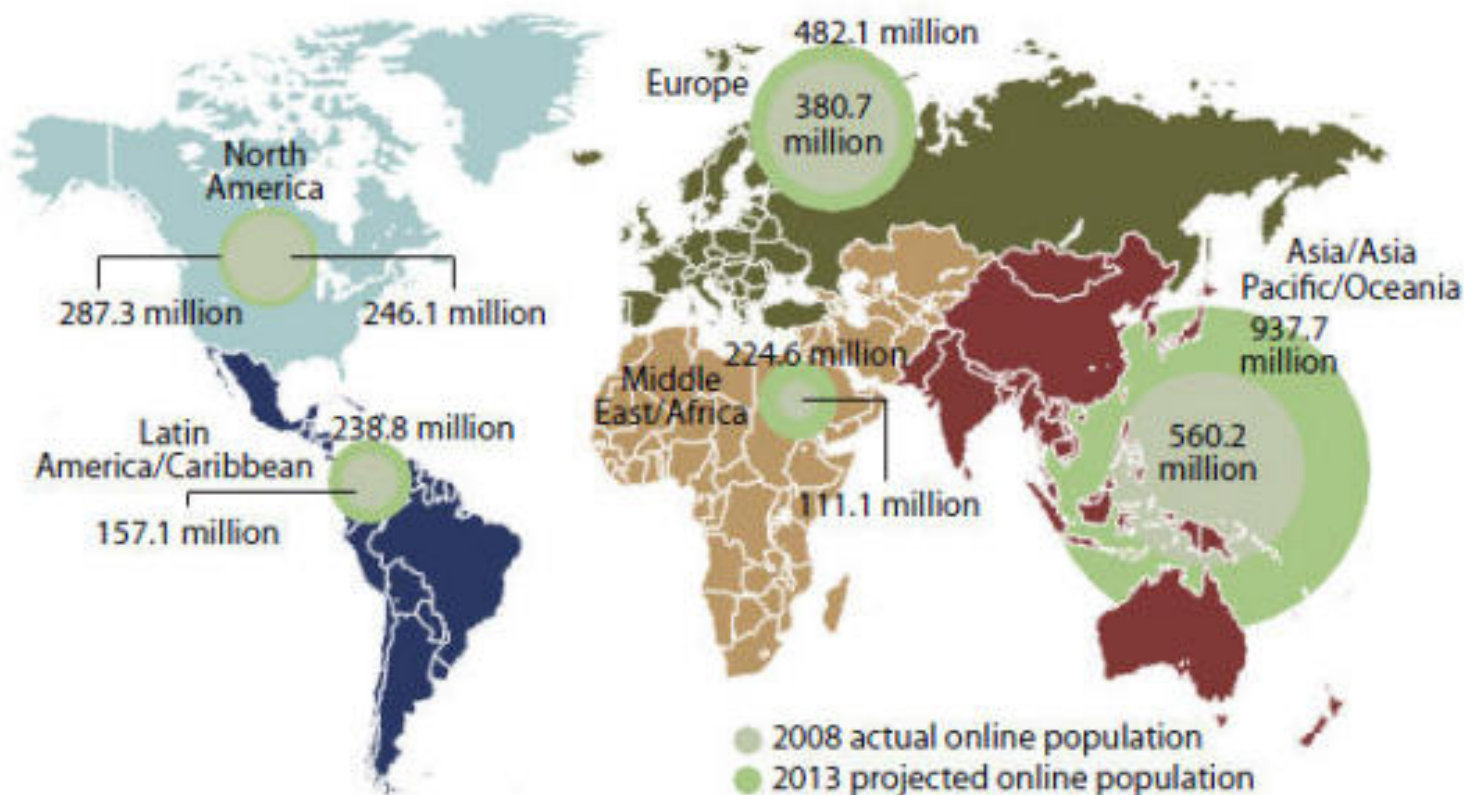 482.1 million
Europe
380.7
million
North
America
287.3 million
246.1 million
Asia/Asia
Pacific/Oceania
937.7
million
224.6 million
Middle
East/Africa
560.2
million
111.1 million
Latin
America/Caribbean
238.8 million
157.1 million
2008 actual online population
2013 projected online population